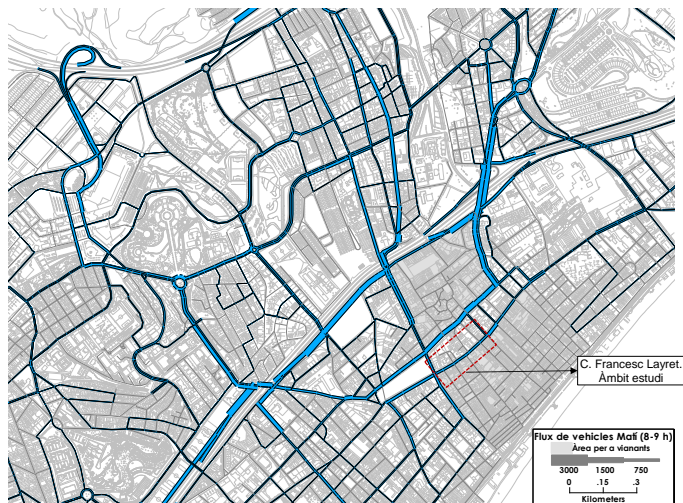 C. Francesc Layret.
Àmbit estudi
Flux de vehicles Matí (8-9 h)
Àrea per a vianants
3000 1500 750
0 .15 .3
Kilometers